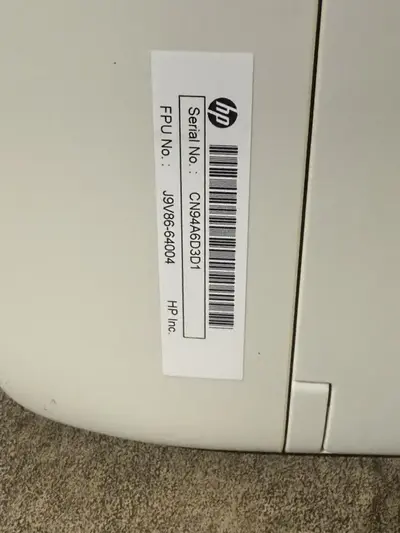 hp
Serial No. : CN94A6D3D1
FPU No. : J9V86-64004 HP Inc.